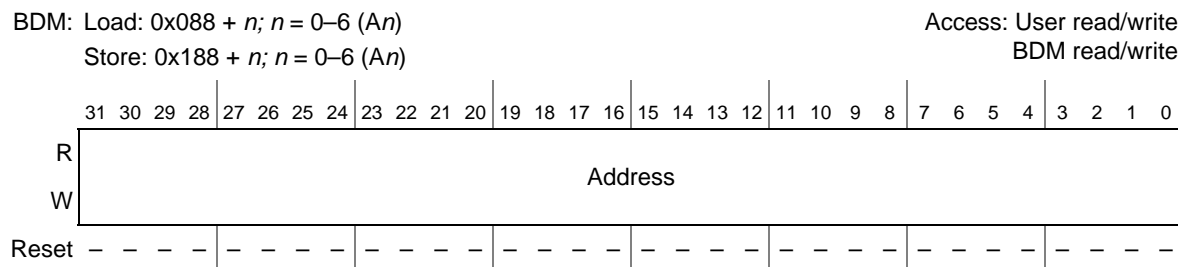 BDM: Load: 0x088 + n; n = 0–6 (An) Access: User read/write
Store: 0x188 + n; n = 0–6 (An) BDM read/write
31 30 29 28 27 26 25 24 23 22 21 20 19 18 17 16 15 14 13 12 11 10 9 8 7 6 5 4 3 2 1 0
R
Address
W
Reset – – – – – – – – – – – – – – – – – – – – – – – – – – – – – – – –